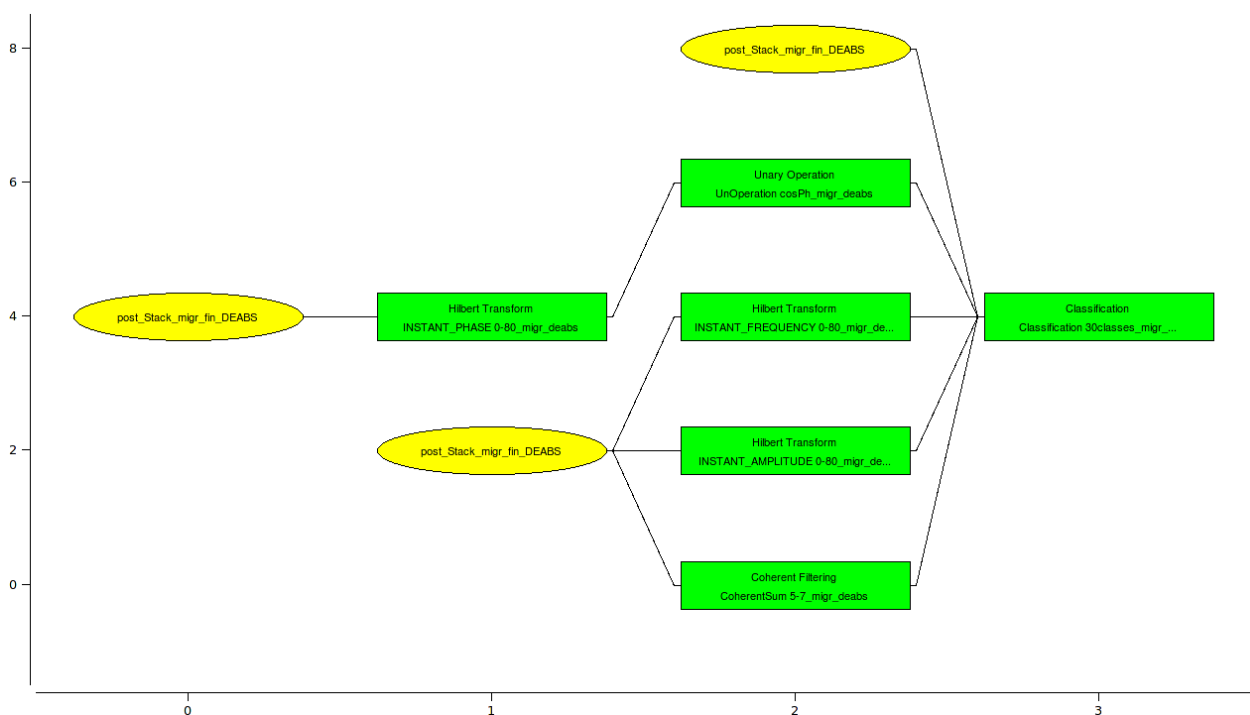 8
post_Stack_migr_fin_DEABS
6
Unary Operation
UnOperation cosPh_migr_deabs
4
post_Stack_migr_fin_DEABS
Hilbert Transform
INSTANT_PHASE 0-80_migr_deabs
Hilbert Transform
INSTANT_FREQUENCY 0-80_migr_de...
Classification
Classification 30classes_migr_...
2
post_Stack_migr_fin_DEABS
Hilbert Transform
INSTANT_AMPLITUDE 0-80_migr_de...
0
Coherent Filtering
CoherentSum 5-7_migr_deabs
0 1 2 3